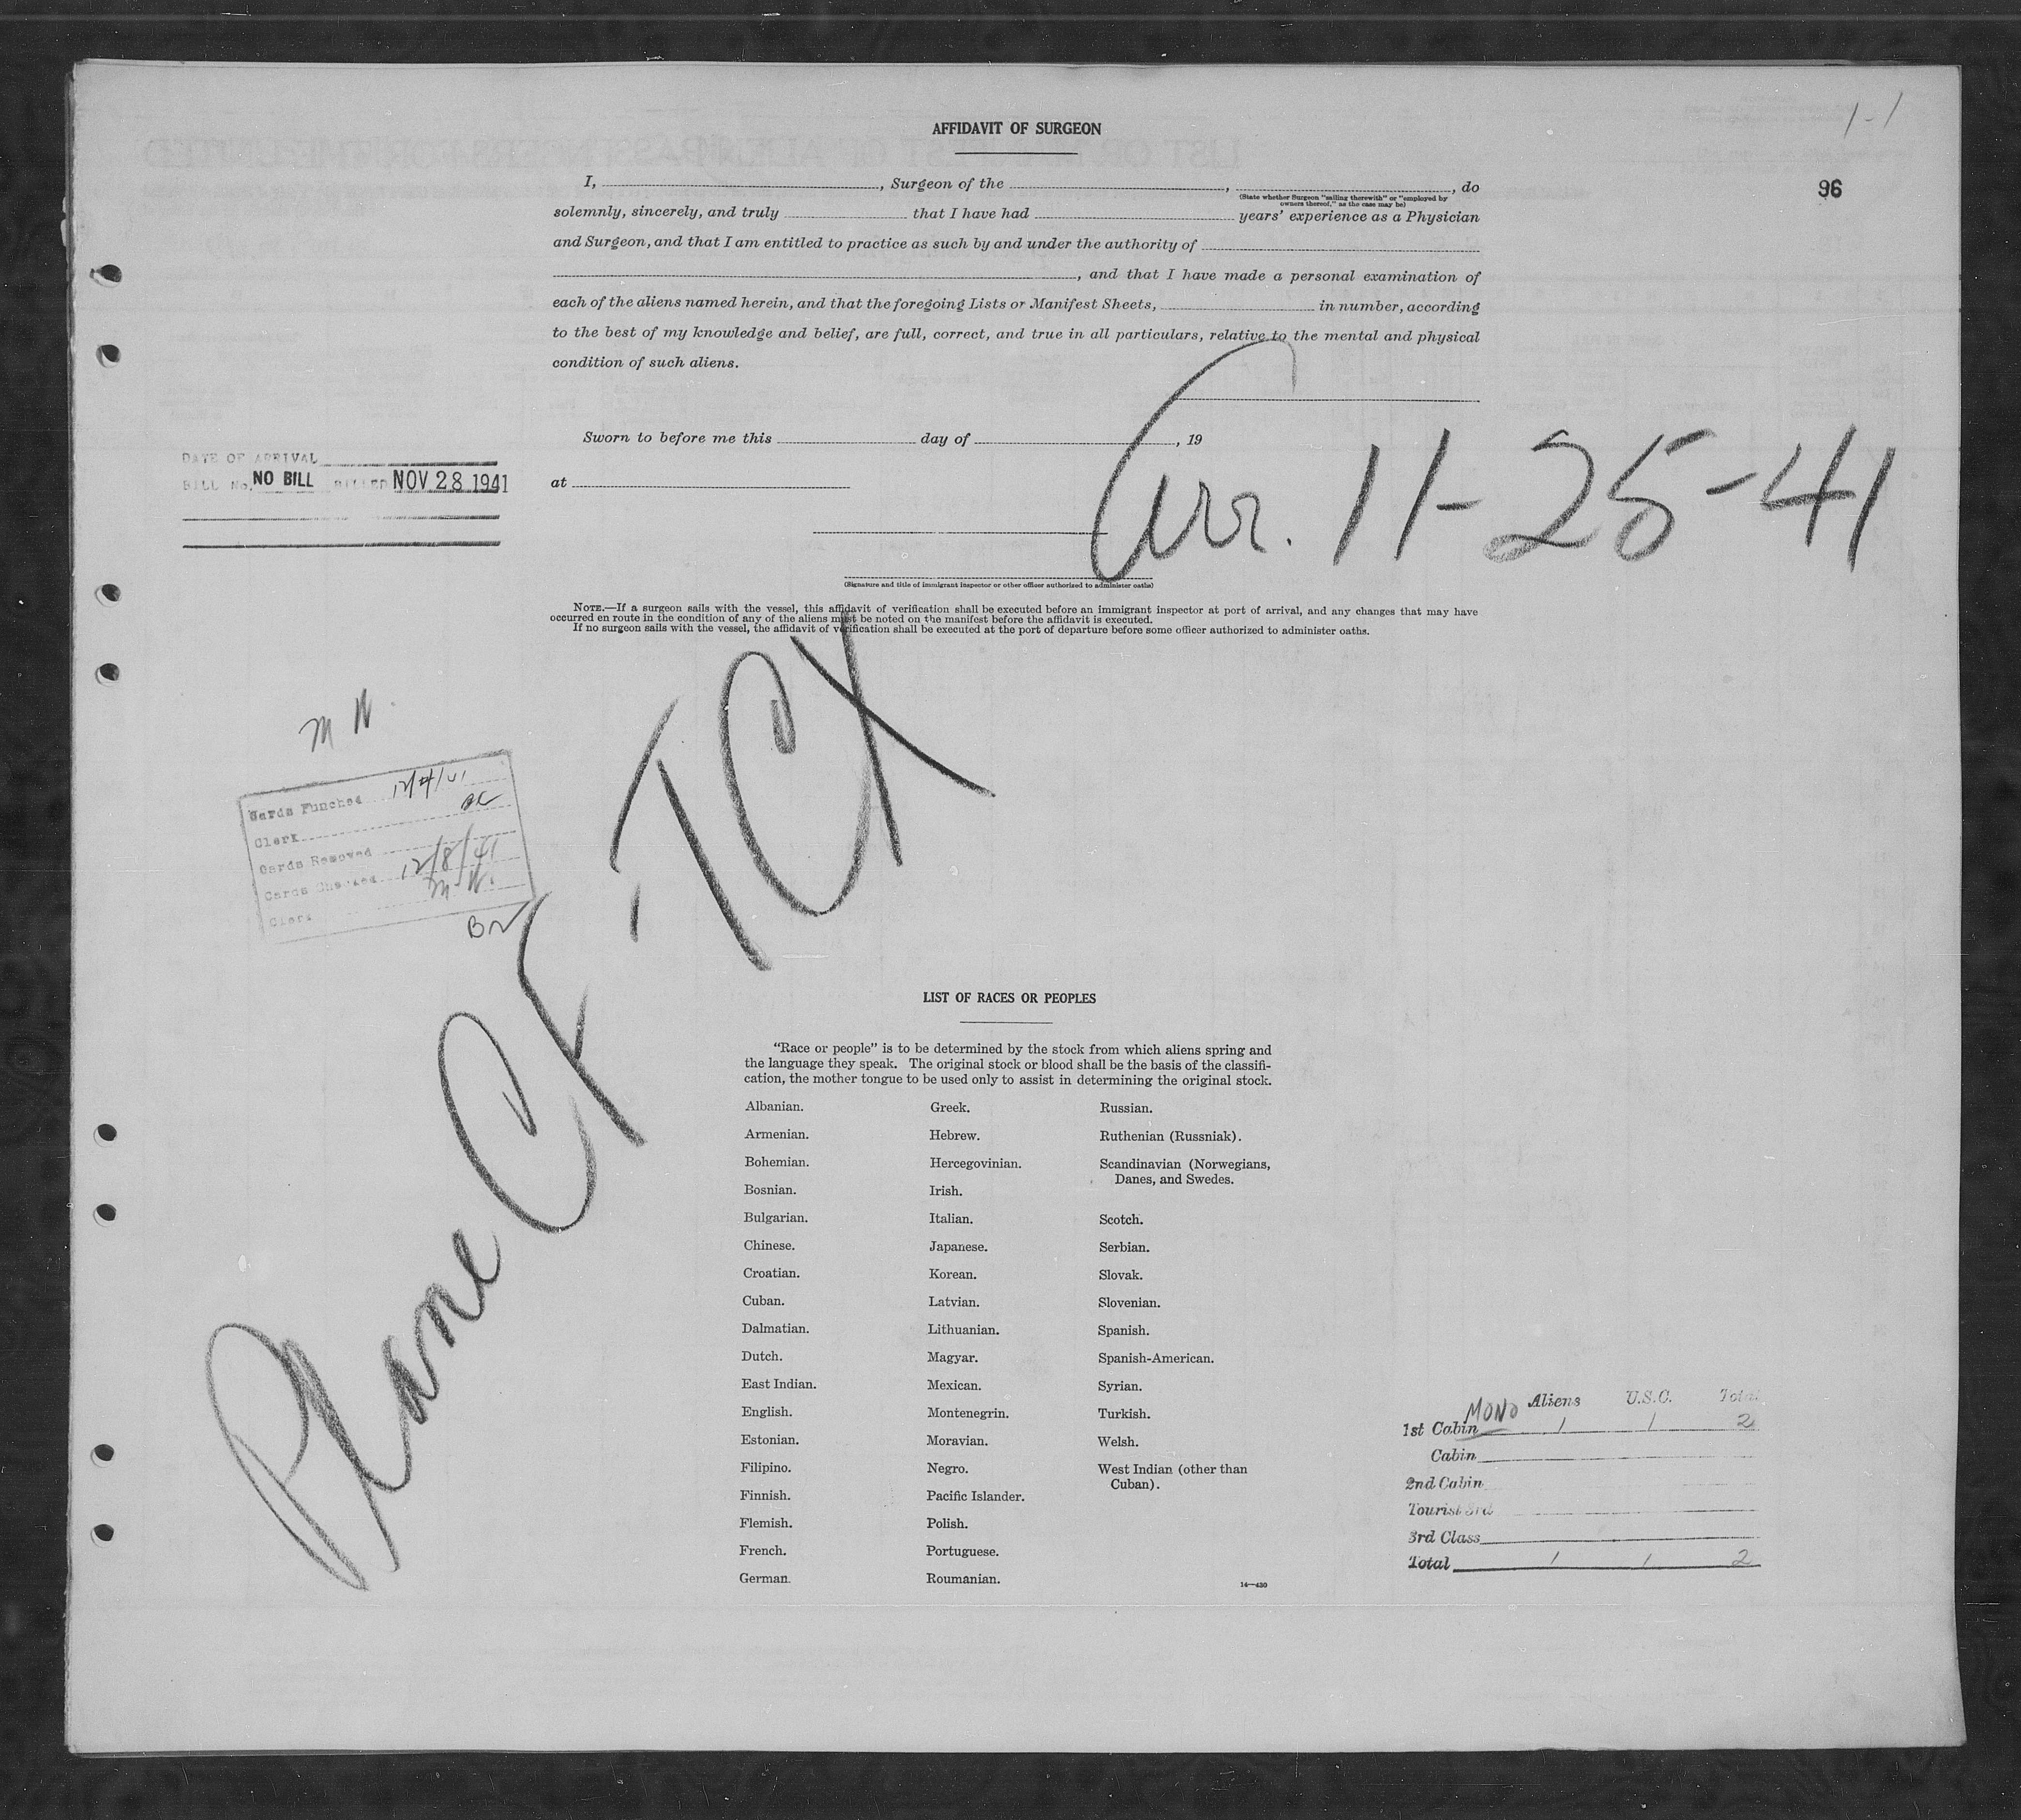 1-1
96
AFFIDAVIT OF SURGEON
I, , Surgeon of the , , do
(State whether Surgeon "sailing therewith" or "employed by
owners thereof," as the case may be)
solemnly, sincerely, and truly that I have had years' experience as a Physician
and Surgeon, and that I am entitled to practice as such by and under the authority of
, and that I have made a personal examination of
each of the aliens named herein, and that the foregoing Lists or Manifest Sheets, in number, according
to the best of my knowledge and belief, are full, correct, and true in all particulars, relative to the mental and physical
condition of such aliens.
Sworn to before me this day of , 19
at
Arr. 11-25-41
DATE OF ARRIVAL
BILL No. NO BILL BILLED NOV 28 1941
(Signature and title of immigrant inspector or other officer authorized to administer oaths)
NOTE.—If a surgeon sails with the vessel, this affidavit of verification shall be executed before an immigrant inspector at port of arrival, and any changes that may have
occurred en route in the condition of any of the aliens must be noted on the manifest before the affidavit is executed.
If no surgeon sails with the vessel, the affidavit of verification shall be executed at the port of departure before some officer authorized to administer oaths.
M W.
Cards Punched 12/4/41
Clerk
Cards Removed
Cards Checked 12/8/41
Clerk M.W.
Plane CF-TCX
LIST OF RACES OR PEOPLES
"Race or people" is to be determined by the stock from which aliens spring and
the language they speak. The original stock or blood shall be the basis of the classifi-
cation, the mother tongue to be used only to assist in determining the original stock.
Albanian.
Armenian.
Bohemian.
Bosnian.
Bulgarian.
Chinese.
Croatian.
Cuban.
Dalmatian.
Dutch.
East Indian.
English.
Estonian.
Filipino.
Finnish.
Flemish.
French.
German.
Greek.
Hebrew.
Hercegovinian.
Irish.
Italian.
Japanese.
Korean.
Latvian.
Lithuanian.
Magyar.
Mexican.
Montenegrin.
Moravian.
Negro.
Pacific Islander.
Polish.
Portuguese.
Roumanian.
Russian.
Ruthenian (Russniak).
Scandinavian (Norwegians,
Danes, and Swedes.
Scotch.
Serbian.
Slovak.
Slovenian.
Spanish.
Spanish-American.
Syrian.
Turkish.
Welsh.
West Indian (other than
Cuban).
14—430
Aliens U.S.C. Total
MONO
1st Cabin 1 1 2
Cabin
2nd Cabin
Tourist 3rd
3rd Class
Total 1 1 2